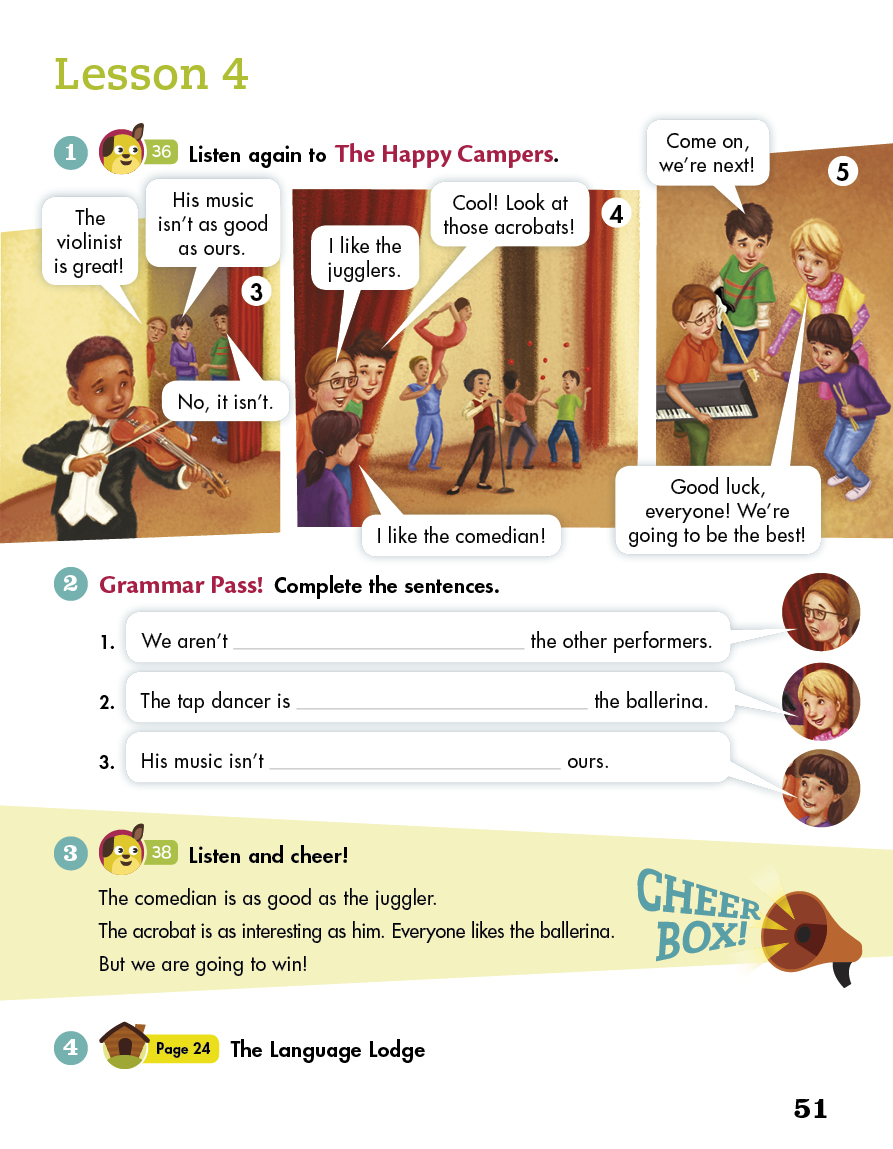 Lesson 4
1
36
Listen again to The Happy Campers.
The
violinist
is great!
His music
isn't as good
as ours.
3
No, it isn't.
I like the
jugglers.
Cool! Look at
those acrobats!
4
I like the comedian!
Come on,
we're next!
5
Good luck,
everyone! We're
going to be the best!
2 Grammar Pass! Complete the sentences.
1. We aren't the other performers.
2. The tap dancer is the ballerina.
3. His music isn't ours.
3 38 Listen and cheer!
The comedian is as good as the juggler.
The acrobat is as interesting as him. Everyone likes the ballerina.
But we are going to win!
CHEER
BOX!
4 Page 24 The Language Lodge
51